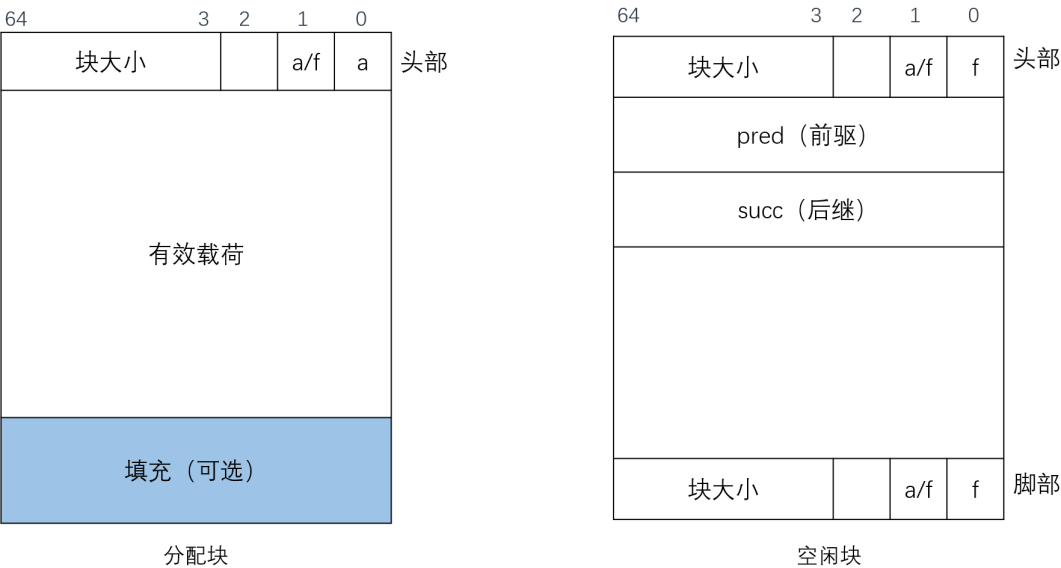 64 3 2 1 0
块大小 a/f a 头部
有效载荷
填充（可选）
分配块
64 3 2 1 0
块大小 a/f f 头部
pred（前驱）
succ（后继）
块大小 a/f f 脚部
空闲块